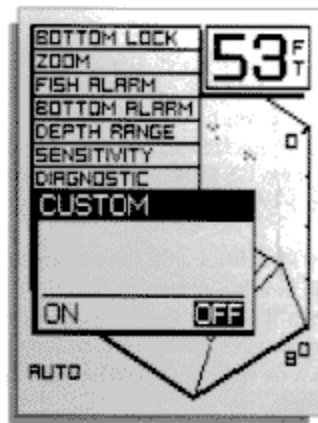 BOTTOM LOCK
ZOOM
FISH ALARM
BOTTOM ALARM
DEPTH RANGE
SENSITIVITY
DIAGNOSTIC
CUSTOM
ON OFF
53 FT
0
80
AUTO